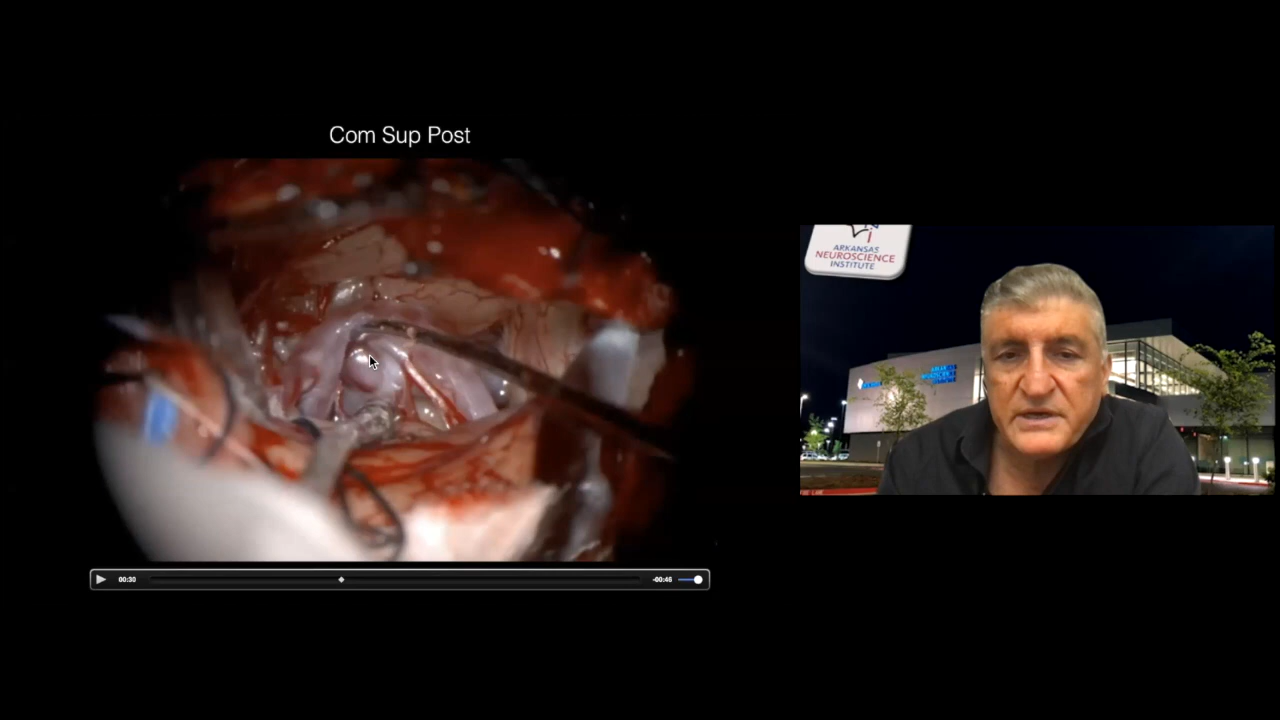 Com Sup Post
ARKANSAS
NEUROSCIENCE
INSTITUTE
00:30
-00:46